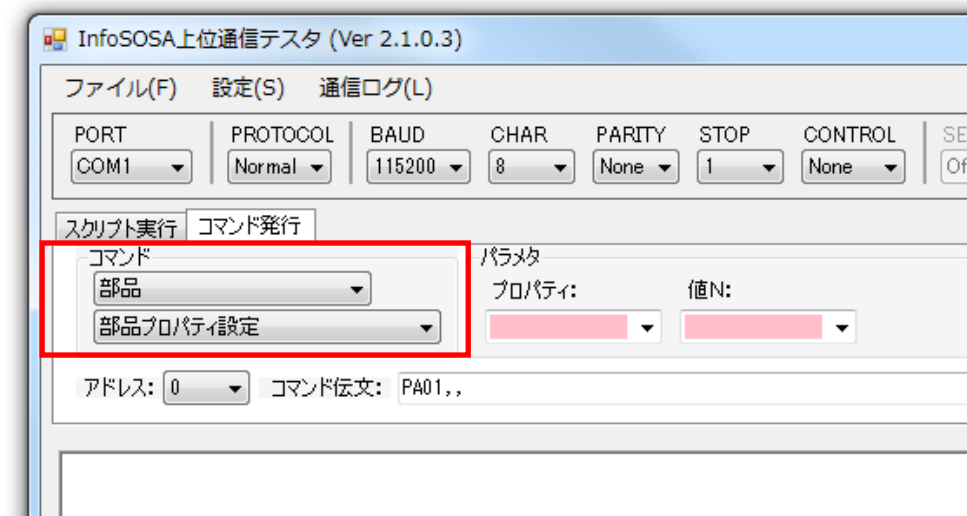 InfoSOSA上位通信テスタ (Ver 2.1.0.3)
ファイル(F) 設定(S) 通信ログ(L)
PORT PROTOCOL BAUD CHAR PARITY STOP CONTROL SE
COM1 Normal 115200 8 None 1 None Of
スクリプト実行 コマンド発行
コマンド パラメタ
部品 プロパティ: 値N:
部品プロパティ設定
アドレス: 0 コマンド伝文: PA01,,